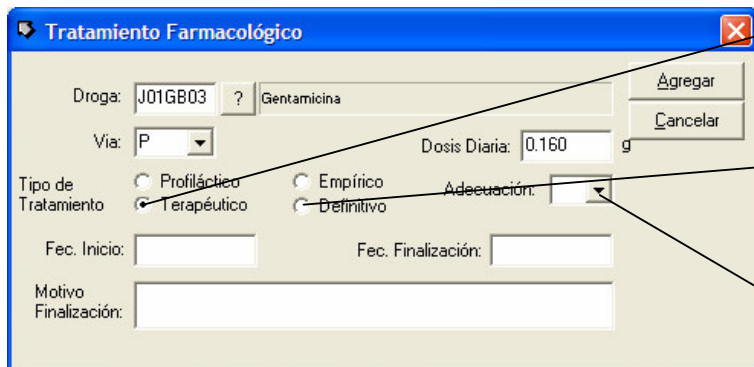 Tratamiento Farmacológico
Droga: J01GB03 ? Gentamicina Agregar
Cancelar
Via: P Dosis Diaria: 0.160 g
Tipo de Tratamiento Profiláctico Empírico Adecuación:
Terapéutico Definitivo
Fec. Inicio: Fec. Finalización:
Motivo
Finalización: